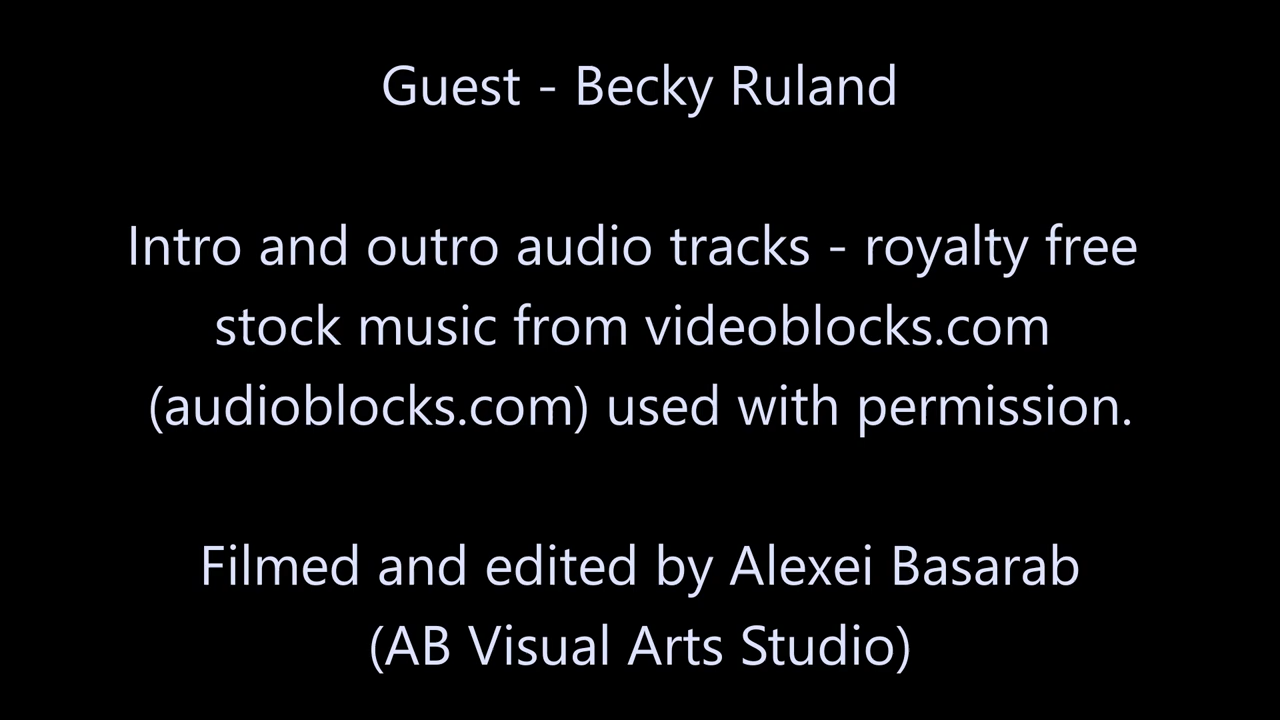 Guest - Becky Ruland
Intro and outro audio tracks - royalty free
stock music from videoblocks.com
(audioblocks.com) used with permission.
Filmed and edited by Alexei Basarab
(AB Visual Arts Studio)